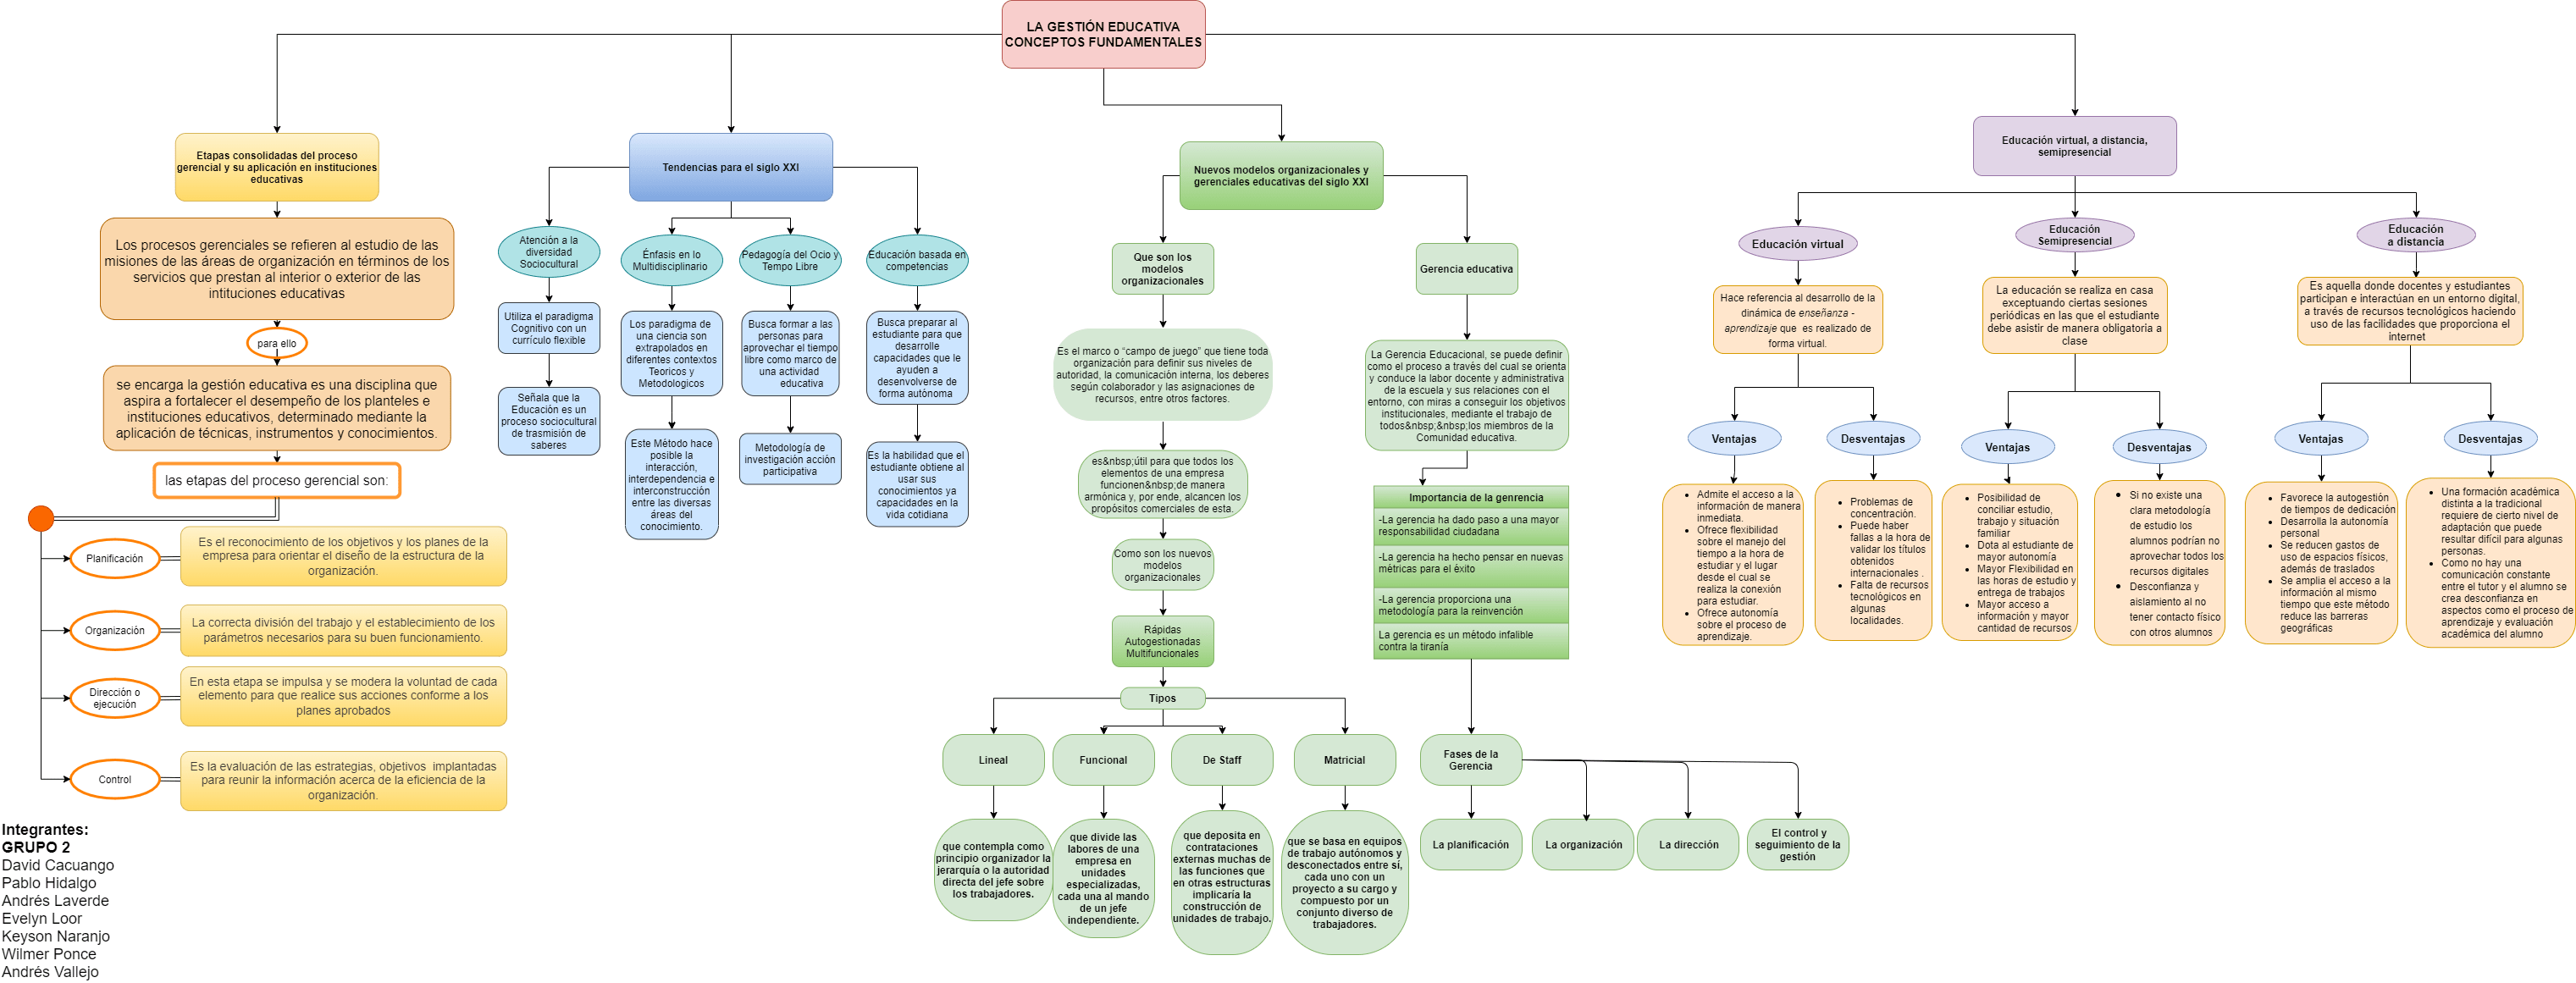 LA GESTIÓN EDUCATIVA
CONCEPTOS FUNDAMENTALES
Etapas consolidadas del proceso
gerencial y su aplicación en instituciones
educativas
Los procesos gerenciales se refieren al estudio de las
misiones de las áreas de organización en términos de los
servicios que prestan al interior o exterior de las
intituciones educativas
para ello
se encarga la gestión educativa es una disciplina que
aspira a fortalecer el desempeño de los planteles e
instituciones educativos, determinado mediante la
aplicación de técnicas, instrumentos y conocimientos.
las etapas del proceso gerencial son:
Planificación
Es el reconocimiento de los objetivos y los planes de la
empresa para orientar el diseño de la estructura de la
organización.
Organización
La correcta división del trabajo y el establecimiento de los
parámetros necesarios para su buen funcionamiento.
Dirección o
ejecución
En esta etapa se impulsa y se modera la voluntad de cada
elemento para que realice sus acciones conforme a los
planes aprobados
Control
Es la evaluación de las estrategias, objetivos  implantadas
para reunir la información acerca de la eficiencia de la
organización.
Integrantes:
GRUPO 2
David Cacuango
Pablo Hidalgo
Andrés Laverde
Evelyn Loor
Keyson Naranjo
Wilmer Ponce
Andrés Vallejo
Tendencias para el siglo XXI
Atención a la
diversidad
Sociocultural
Utiliza el paradigma
Cognitivo con un
currículo flexible
Señala que la
Educación es un
proceso sociocultural
de trasmisión de
saberes
Énfasis en lo
Multidisciplinario
Los paradigma de
una ciencia son
extrapolados en
diferentes contextos
Teoricos y
Metodologicos
Este Método hace
posible la
interacción,
interdependencia e
interconstrucción
entre las diversas
áreas del
conocimiento.
Pedagogía del Ocio y
Tempo Libre
Busca formar a las
personas para
aprovechar el tiempo
libre como marco de
una actividad
educativa
Metodología de
investigación acción
participativa
Educación basada en
competencias
Busca preparar al
estudiante para que
desarrolle
capacidades que le
ayuden a
desenvolverse de
forma autónoma
Es la habilidad que el
estudiante obtiene al
usar sus
conocimientos ya
capacidades en la
vida cotidiana
Nuevos modelos organizacionales y
gerenciales educativas del siglo XXI
Que son los
modelos
organizacionales
Es el marco o “campo de juego” que tiene toda
organización para definir sus niveles de
autoridad, la comunicación interna, los deberes
según colaborador y las asignaciones de
recursos, entre otros factores.
es&nbsp;útil para que todos los
elementos de una empresa
funcionen&nbsp;de manera
armónica y, por ende, alcancen los
propósitos comerciales de esta.
Como son los nuevos
modelos
organizacionales
Rápidas
Autogestionadas
Multifuncionales
Tipos
Lineal
que contempla como
principio organizador la
jerarquía o la autoridad
directa del jefe sobre
los trabajadores.
Funcional
que divide las
labores de una
empresa en
unidades
especializadas,
cada una al mando
de un jefe
independiente.
De Staff
que deposita en
contrataciones
externas muchas de
las funciones que
en otras estructuras
implicaría la
construcción de
unidades de trabajo.
Matricial
que se basa en equipos
de trabajo autónomos y
desconectados entre sí,
cada uno con un
proyecto a su cargo y
compuesto por un
conjunto diverso de
trabajadores.
Gerencia educativa
La Gerencia Educacional, se puede definir
como el proceso a través del cual se orienta
y conduce la labor docente y administrativa
de la escuela y sus relaciones con el
entorno, con miras a conseguir los objetivos
institucionales, mediante el trabajo de
todos&nbsp;&nbsp;los miembros de la
Comunidad educativa.
Importancia de la genrencia
-La gerencia ha dado paso a una mayor
responsabilidad ciudadana
-La gerencia ha hecho pensar en nuevas
métricas para el éxito
-La gerencia proporciona una
metodología para la reinvención
La gerencia es un método infalible
contra la tiranía
Fases de la
Gerencia
La planificación
La organización
La dirección
El control y
seguimiento de la
gestión
Educación virtual, a distancia,
semipresencial
Educación virtual
Hace referencia al desarrollo de la
dinámica de enseñanza -
aprendizaje que  es realizado de
forma virtual.
Ventajas
• Admite el acceso a la
información de manera
inmediata.
• Ofrece flexibilidad
sobre el manejo del
tiempo a la hora de
estudiar y el lugar
desde el cual se
realiza la conexión
para estudiar.
• Ofrece autonomía
sobre el proceso de
aprendizaje.
Desventajas
• Problemas de
concentración.
• Puede haber
fallas a la hora de
validar los títulos
obtenidos
internacionales .
• Falta de recursos
tecnológicos en
algunas
localidades.
Educación
Semipresencial
La educación se realiza en casa
exceptuando ciertas sesiones
periódicas en las que el estudiante
debe asistir de manera obligatoria a
clase
Ventajas
• Posibilidad de
conciliar estudio,
trabajo y situación
familiar
• Dota al estudiante de
mayor autonomía
• Mayor Flexibilidad en
las horas de estudio y
entrega de trabajos
• Mayor acceso a
información y mayor
cantidad de recursos
Desventajas
• Si no existe una
clara metodología
de estudio los
alumnos podrían no
aprovechar todos los
recursos digitales
• Desconfianza y
aislamiento al no
tener contacto físico
con otros alumnos
Educación
a distancia
Es aquella donde docentes y estudiantes
participan e interactúan en un entorno digital,
a través de recursos tecnológicos haciendo
uso de las facilidades que proporciona el
internet
Ventajas
• Favorece la autogestión
de tiempos de dedicación
• Desarrolla la autonomía
personal
• Se reducen gastos de
uso de espacios físicos,
además de traslados
• Se amplia el acceso a la
información al mismo
tiempo que este método
reduce las barreras
geográficas
Desventajas
• Una formación académica
distinta a la tradicional
requiere de cierto nivel de
adaptación que puede
resultar difícil para algunas
personas.
• Como no hay una
comunicación constante
entre el tutor y el alumno se
crea desconfianza en
aspectos como el proceso de
aprendizaje y evaluación
académica del alumno